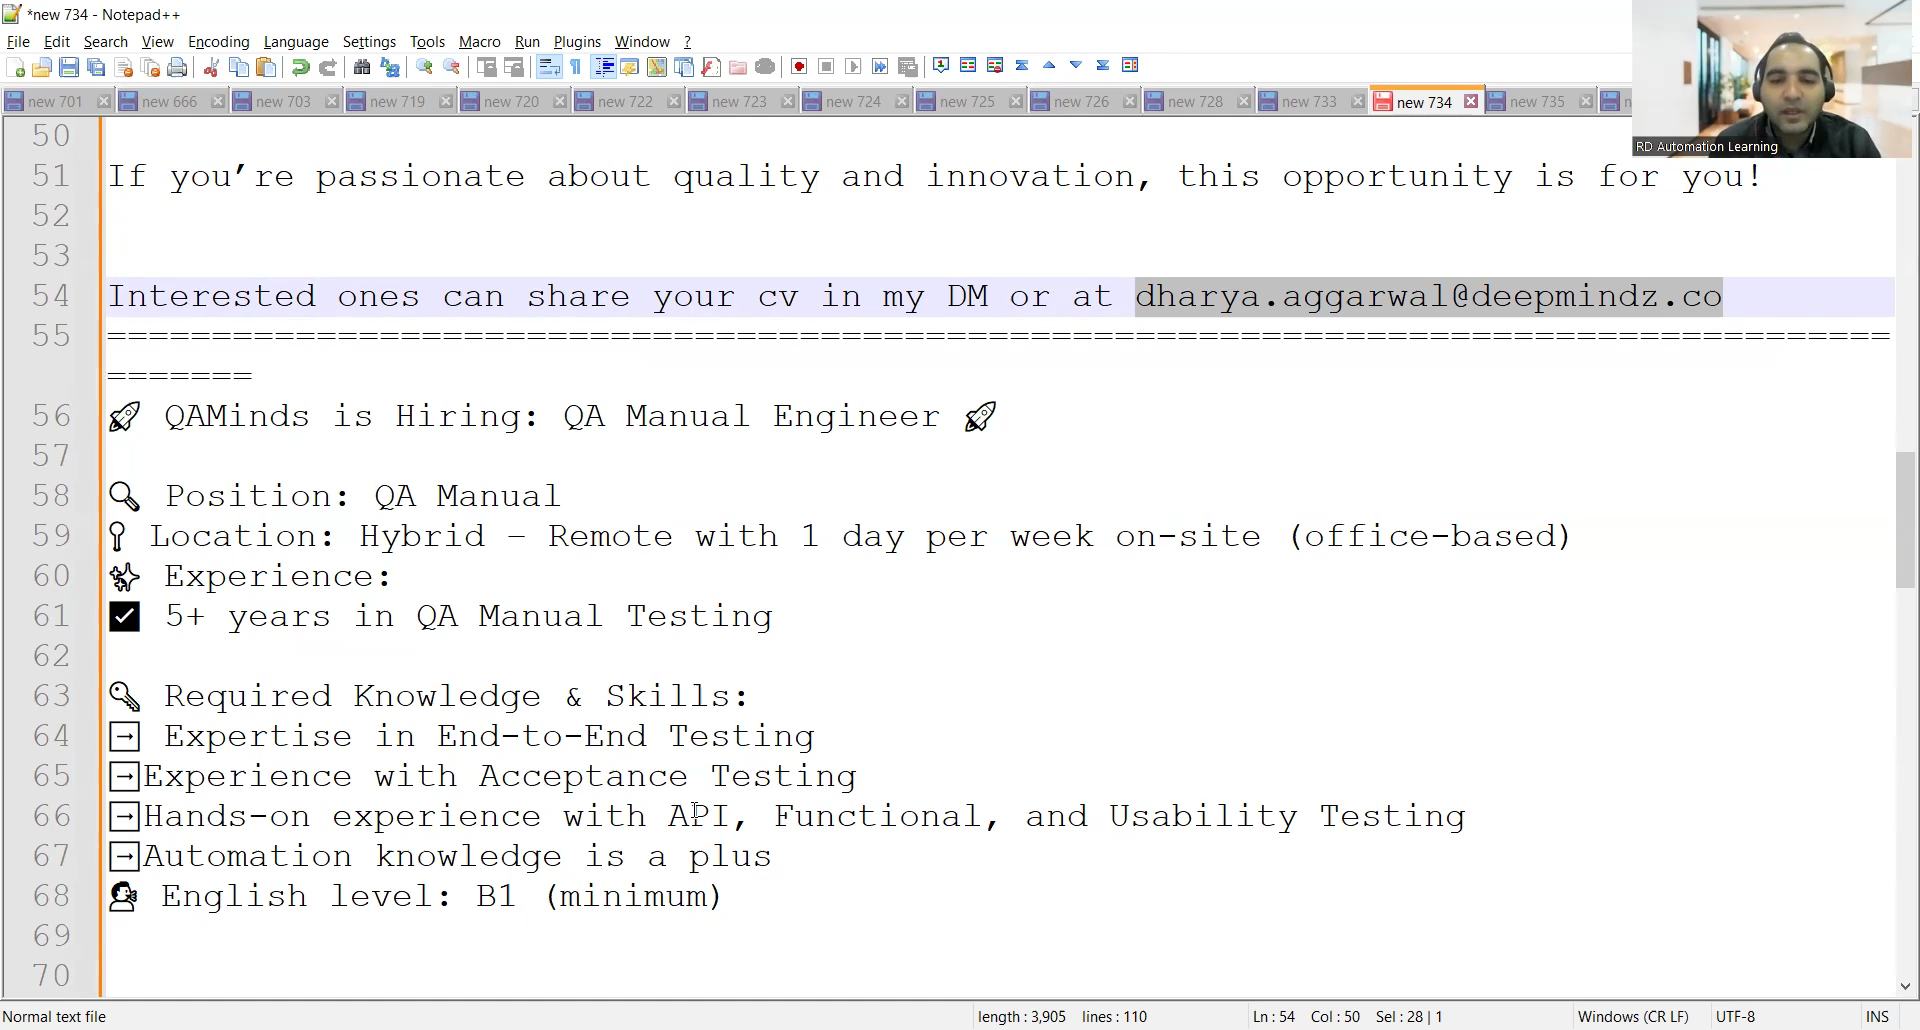 *new 734 - Notepad++
File Edit Search View Encoding Language Settings Tools Macro Run Plugins Window ?
new 701 new 666 new 703 new 719 new 720 new 722 new 723 new 724 new 725 new 726 new 728 new 733 new 734 new 735
RD Automation Learning
50
51 If you’re passionate about quality and innovation, this opportunity is for you!
52
53
54 Interested ones can share your cv in my DM or at dharya.aggarwal@deepmindz.co
55 =====================================================================================
=======
56 🚀 QAMinds is Hiring: QA Manual Engineer 🚀
57
58 🔍 Position: QA Manual
59 📍 Location: Hybrid – Remote with 1 day per week on-site (office-based)
60 ✨ Experience:
61 ✅ 5+ years in QA Manual Testing
62
63 🔑 Required Knowledge & Skills:
64 ➡ Expertise in End-to-End Testing
65 ➡Experience with Acceptance Testing
66 ➡Hands-on experience with API, Functional, and Usability Testing
67 ➡Automation knowledge is a plus
68 🗣 English level: B1 (minimum)
69
70
Normal text file length : 3,905 lines : 110 Ln : 54 Col : 50 Sel : 28 | 1 Windows (CR LF) UTF-8 INS